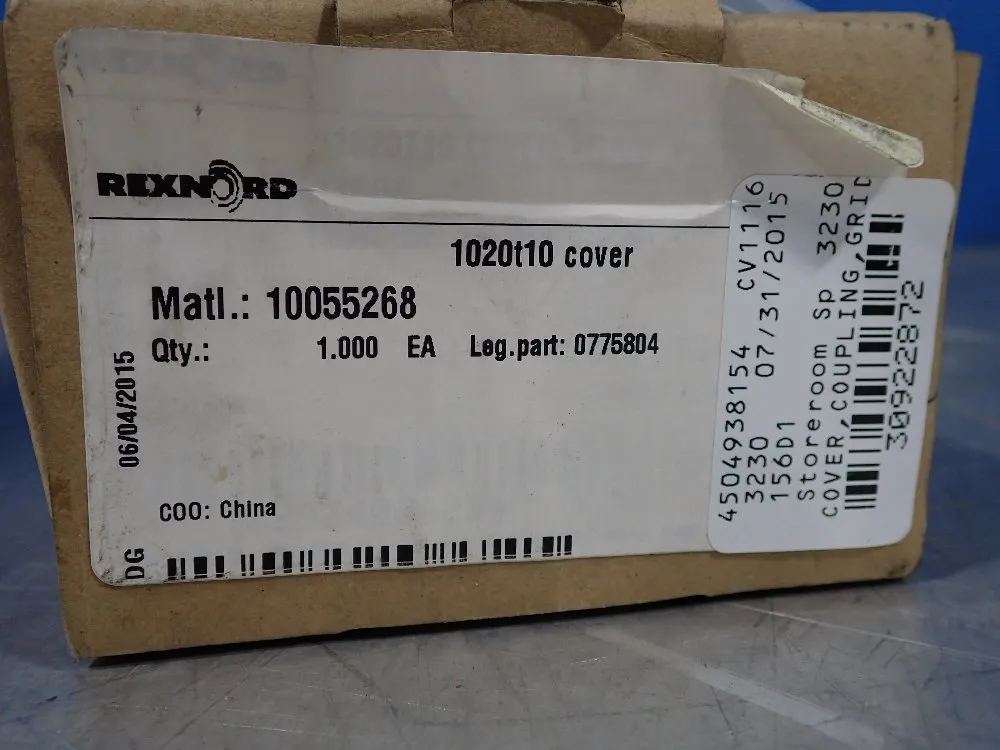 REXNORD
1020t10 cover
Matl.: 10055268
Qty.: 1.000 EA Leg.part: 0775804
06/04/2015
COO: China
DG
4504938154 CV1116
3230 07/31/2015
156D1
Storeroom Sp 3230
COVER,COUPLING,GRID
30922872